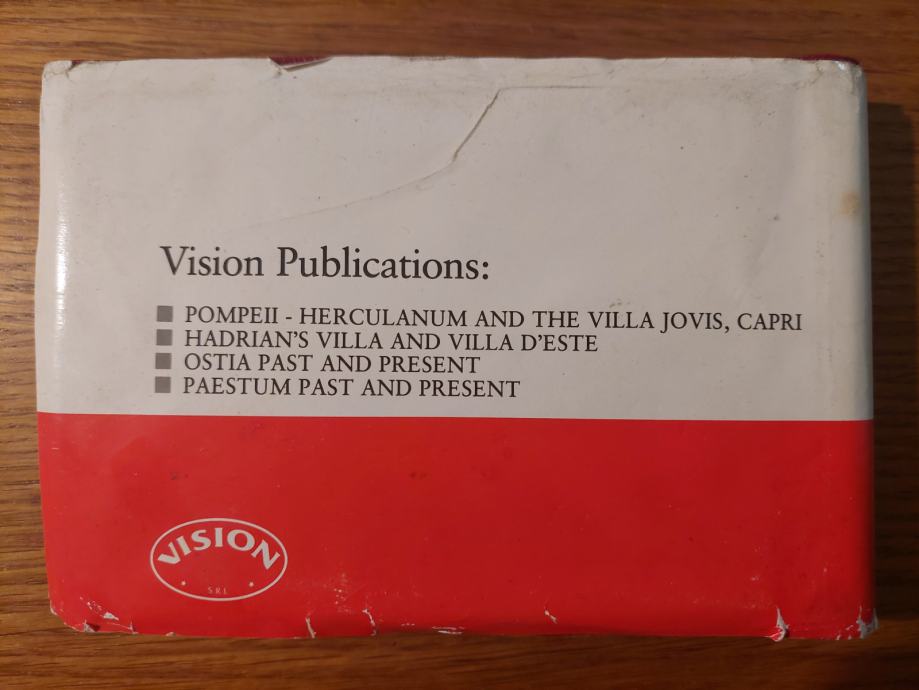 Vision Publications:
POMPEII - HERCULANUM AND THE VILLA JOVIS, CAPRI
HADRIAN'S VILLA AND VILLA D'ESTE
OSTIA PAST AND PRESENT
PAESTUM PAST AND PRESENT
VISION
SRL